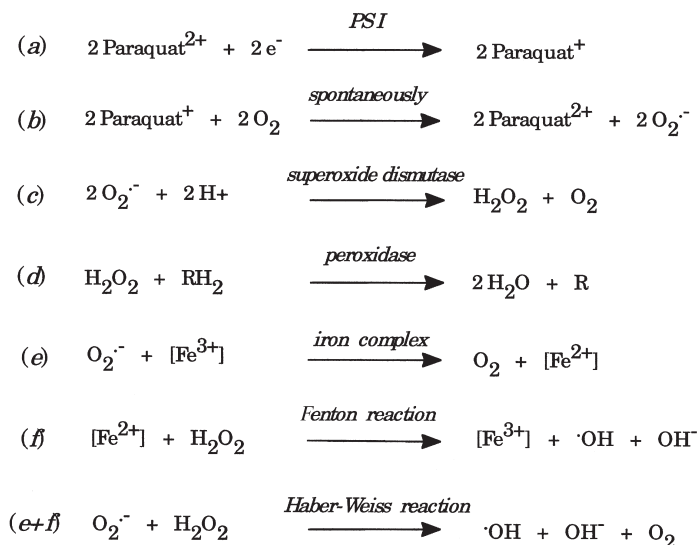 PSI
(a) 2 Paraquat²⁺ + 2 e⁻ → 2 Paraquat⁺
spontaneously
(b) 2 Paraquat⁺ + 2 O₂ → 2 Paraquat²⁺ + 2 O₂·⁻
superoxide dismutase
(c) 2 O₂·⁻ + 2 H+ → H₂O₂ + O₂
peroxidase
(d) H₂O₂ + RH₂ → 2 H₂O + R
iron complex
(e) O₂·⁻ + [Fe³⁺] → O₂ + [Fe²⁺]
Fenton reaction
(f) [Fe²⁺] + H₂O₂ → [Fe³⁺] + ·OH + OH⁻
Haber-Weiss reaction
(e+f) O₂·⁻ + H₂O₂ → ·OH + OH⁻ + O₂